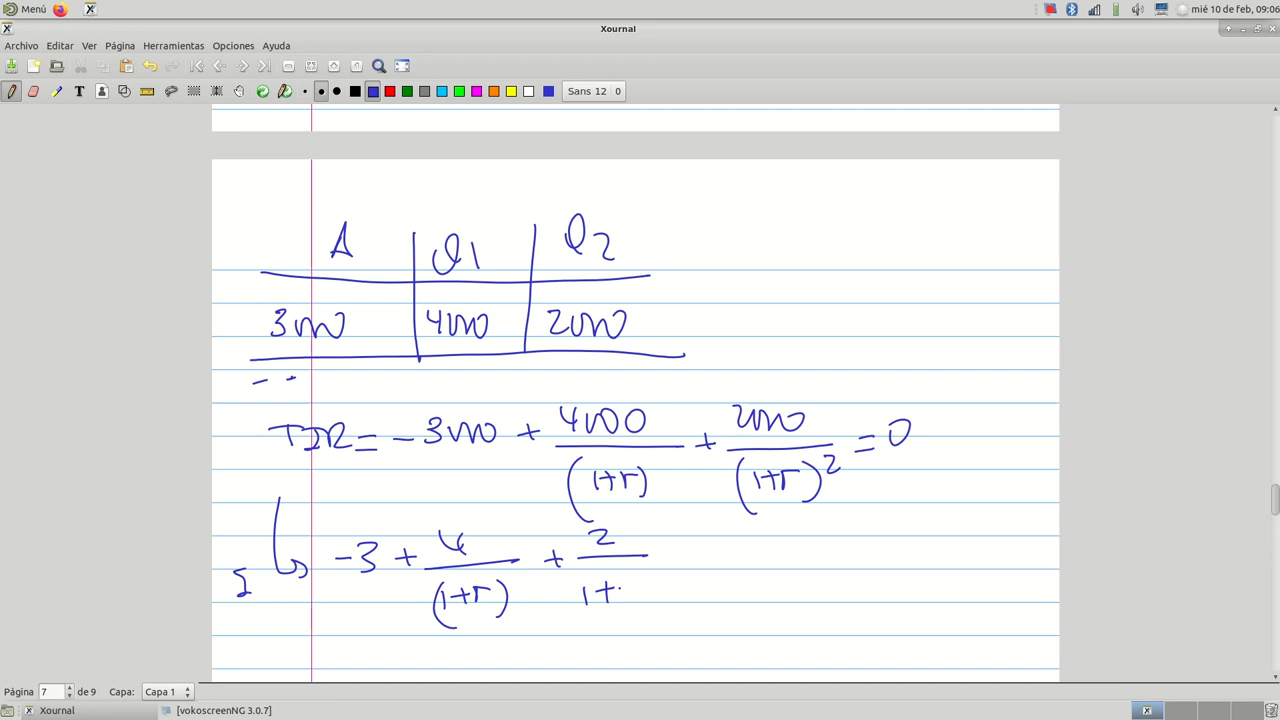 Menú
mié 10 de feb, 09:06
Xournal
Archivo Editar Ver Página Herramientas Opciones Ayuda
Sans 12 0
A Q1 Q2
3000 4000 2000
TIR = -3000 + 4000/(1+r) + 2000/(1+r)² = 0
-3 + 4/(1+r) + 2/1+
Página 7 de 9 Capa: Capa 1
Xournal [vokoscreenNG 3.0.7]